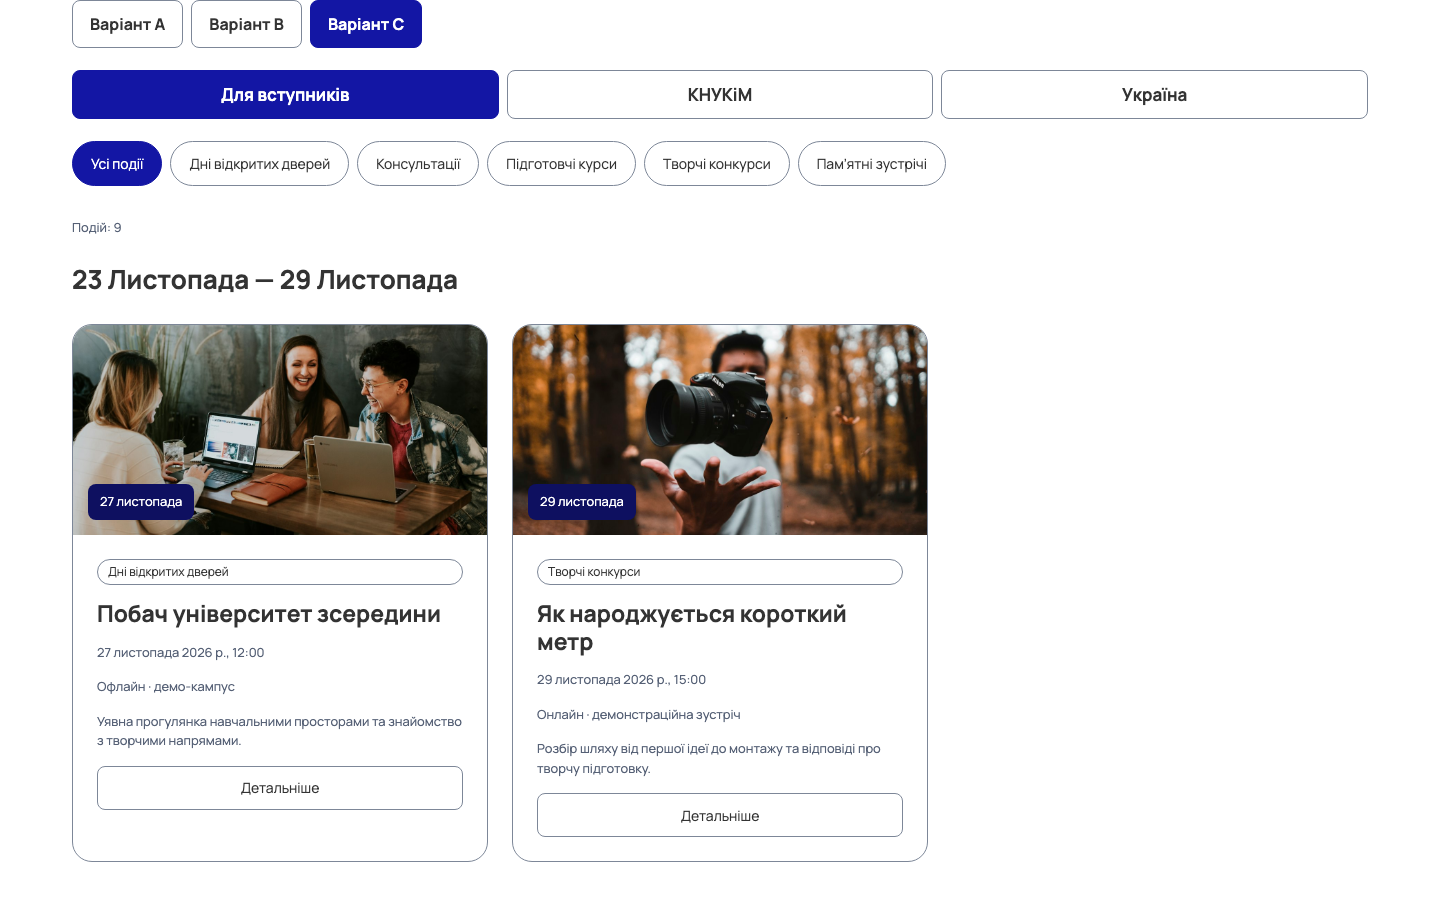 Варіант A
Варіант B
Варіант C
Для вступників
КНУКіМ
Україна
Усі події
Дні відкритих дверей
Консультації
Підготовчі курси
Творчі конкурси
Пам'ятні зустрічі
Подій: 9
23 Листопада — 29 Листопада
27 листопада
Дні відкритих дверей
Побач університет зсередини
27 листопада 2026 р., 12:00
Офлайн · демо-кампус
Уявна прогулянка навчальними просторами та знайомство
з творчими напрямами.
Детальніше
29 листопада
Творчі конкурси
Як народжується короткий
метр
29 листопада 2026 р., 15:00
Онлайн · демонстраційна зустріч
Розбір шляху від першої ідеї до монтажу та відповіді про
творчу підготовку.
Детальніше